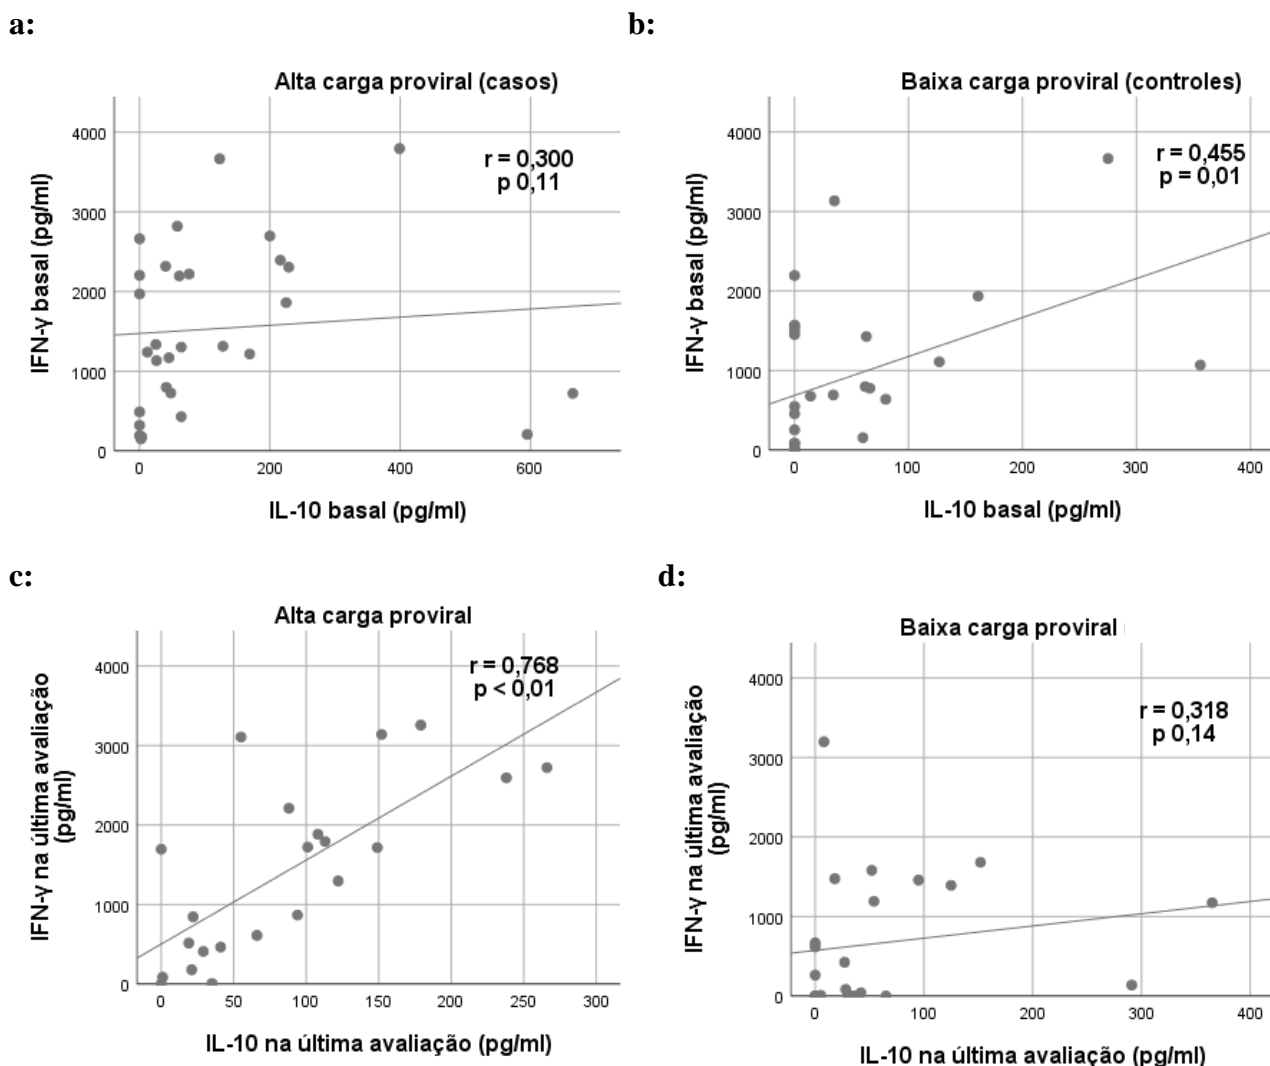 a:
Alta carga proviral (casos)
r = 0,300
p 0,11
IFN-γ basal (pg/ml)
4000
3000
2000
1000
0
0 200 400 600
IL-10 basal (pg/ml)
b:
Baixa carga proviral (controles)
r = 0,455
p = 0,01
IFN-γ basal (pg/ml)
4000
3000
2000
1000
0
0 100 200 300 400
IL-10 basal (pg/ml)
c:
Alta carga proviral
r = 0,768
p < 0,01
IFN-γ na última avaliação
(pg/ml)
4000
3000
2000
1000
0
0 50 100 150 200 250 300
IL-10 na última avaliação (pg/ml)
d:
Baixa carga proviral
r = 0,318
p 0,14
IFN-γ na última avaliação
(pg/ml)
4000
3000
2000
1000
0
0 100 200 300 400
IL-10 na última avaliação (pg/ml)